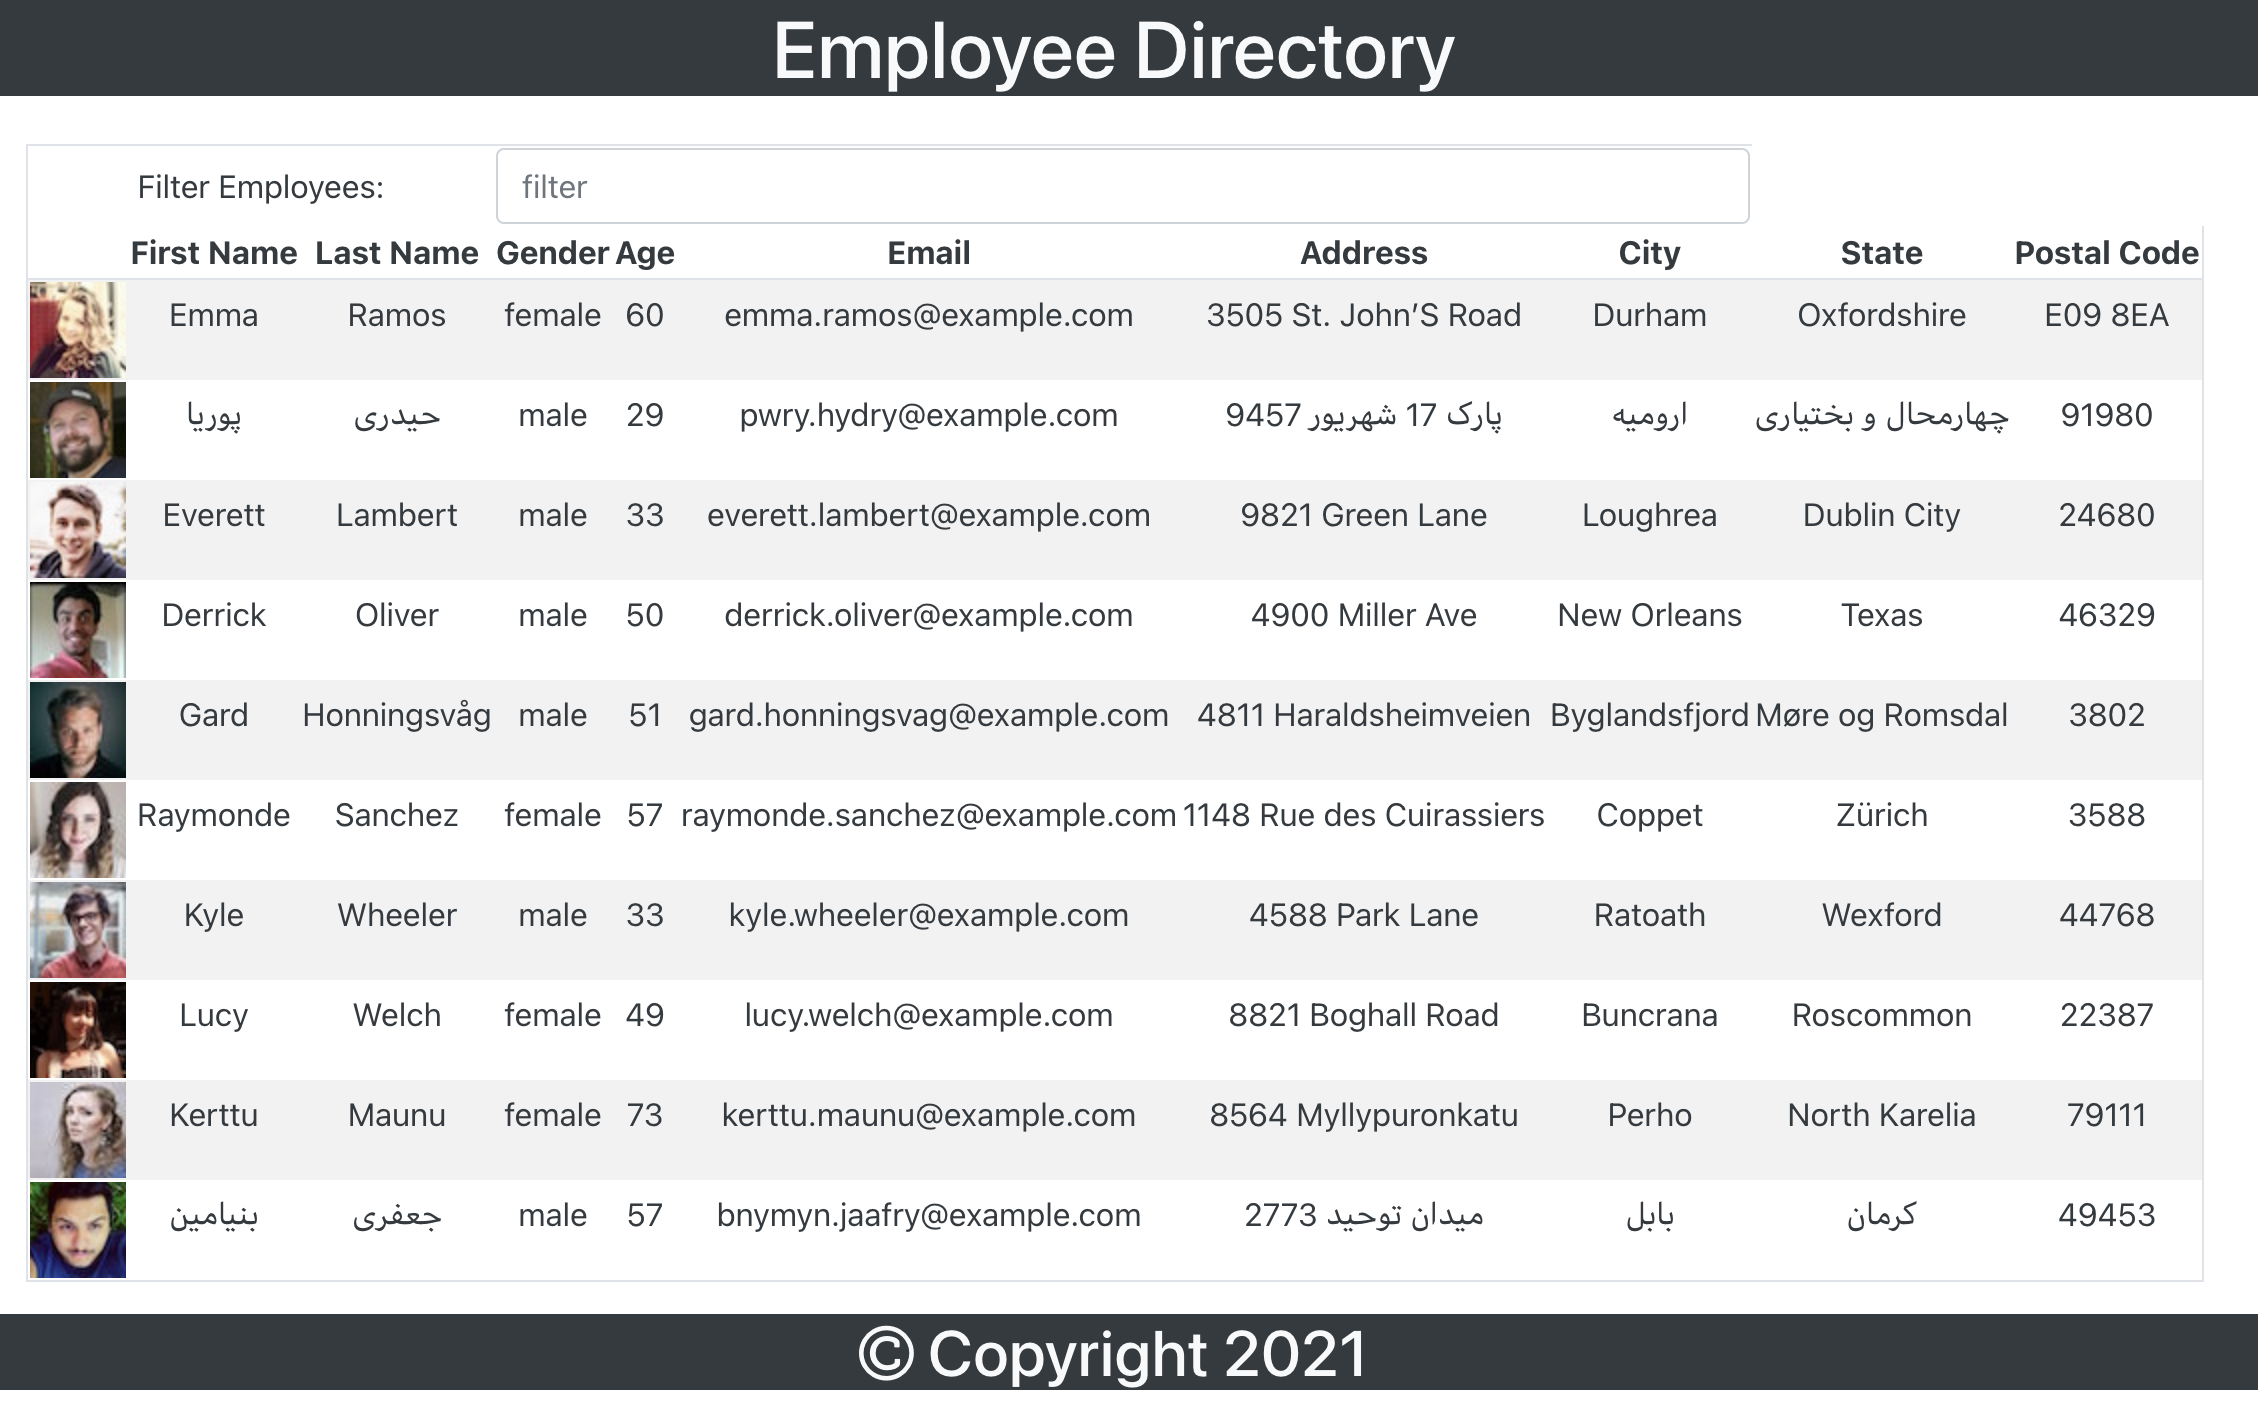 Employee Directory
Filter Employees: filter
First Name Last Name Gender Age Email Address City State Postal Code
Emma Ramos female 60 emma.ramos@example.com 3505 St. John'S Road Durham Oxfordshire E09 8EA
پوریا حیدری male 29 pwry.hydry@example.com 9457 پارک 17 شهریور ارومیه چهارمحال و بختیاری 91980
Everett Lambert male 33 everett.lambert@example.com 9821 Green Lane Loughrea Dublin City 24680
Derrick Oliver male 50 derrick.oliver@example.com 4900 Miller Ave New Orleans Texas 46329
Gard Honningsvåg male 51 gard.honningsvag@example.com 4811 Haraldsheimveien Byglandsfjord Møre og Romsdal 3802
Raymonde Sanchez female 57 raymonde.sanchez@example.com 1148 Rue des Cuirassiers Coppet Zürich 3588
Kyle Wheeler male 33 kyle.wheeler@example.com 4588 Park Lane Ratoath Wexford 44768
Lucy Welch female 49 lucy.welch@example.com 8821 Boghall Road Buncrana Roscommon 22387
Kerttu Maunu female 73 kerttu.maunu@example.com 8564 Myllypuronkatu Perho North Karelia 79111
بنیامین جعفری male 57 bnymyn.jaafry@example.com 2773 میدان توحید بابل کرمان 49453
© Copyright 2021